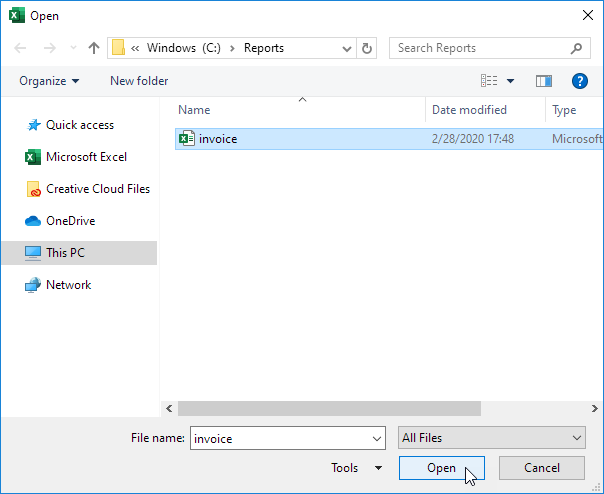 Open
« Windows (C:) > Reports
Search Reports
Organize
New folder
Name
Date modified
Type
Quick access
Microsoft Excel
Creative Cloud Files
OneDrive
This PC
Network
invoice
2/28/2020 17:48
Microsoft
File name:
invoice
All Files
Tools
Open
Cancel